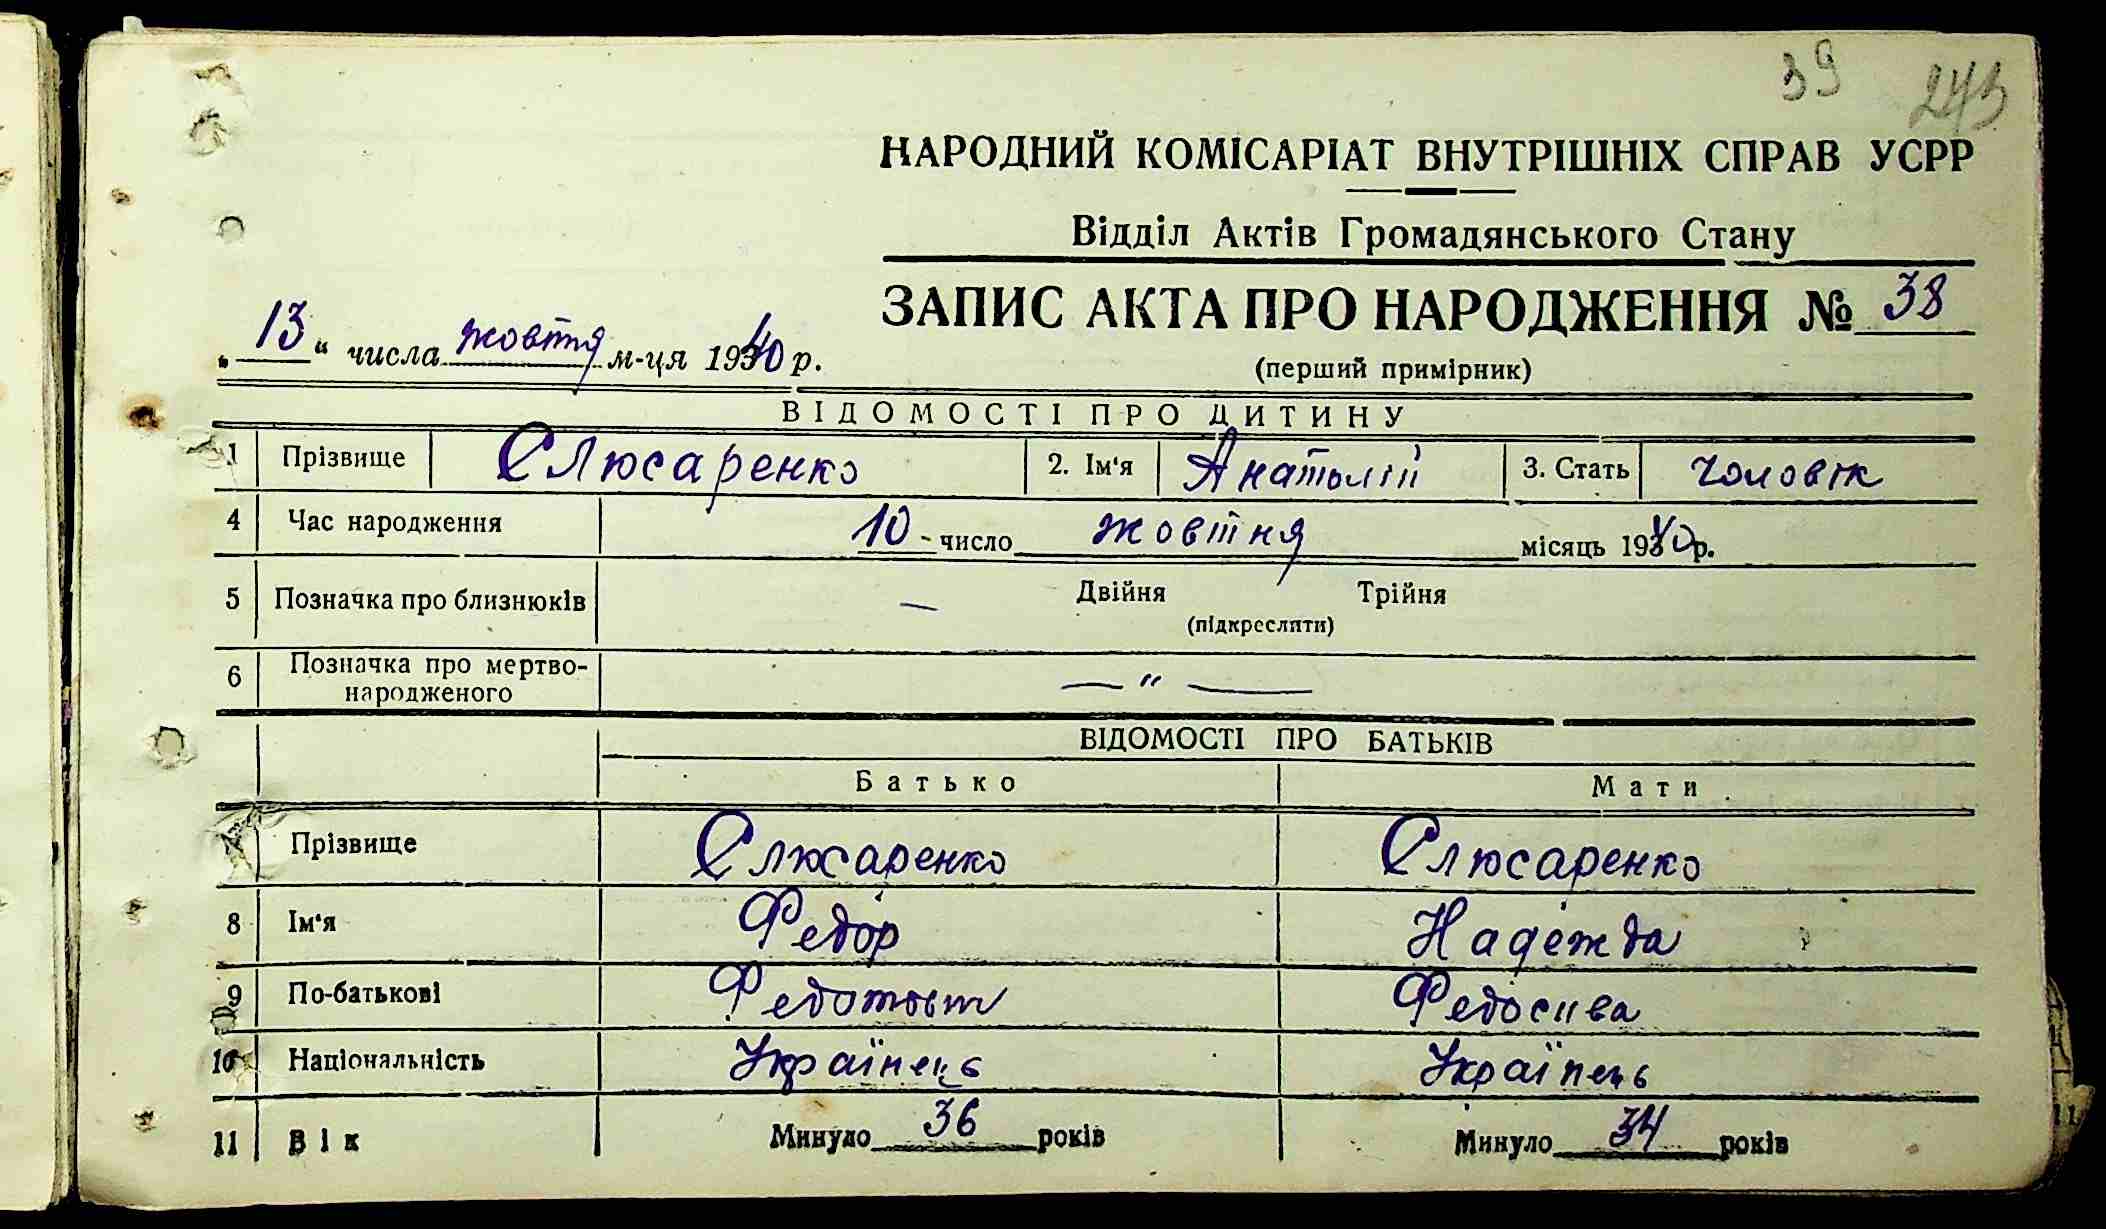 39 243
НАРОДНИЙ КОМІСАРІАТ ВНУТРІШНІХ СПРАВ УСРР
Відділ Актів Громадянського Стану
ЗАПИС АКТА ПРО НАРОДЖЕННЯ № 38
„13“ числа жовтня м-ця 1940 р.
(перший примірник)
ВІДОМОСТІ ПРО ДИТИНУ
1 Прізвище Слюсаренко 2. Ім‘я Анатолій 3. Стать чоловік
4 Час народження 10 число жовтня місяць 1940 р.
5 Позначка про близнюків — Двійня Трійня
(підкреслити)
6 Позначка про мертво-
народженого — " —
ВІДОМОСТІ ПРО БАТЬКІВ
Батько Мати
7 Прізвище Слюсаренко Слюсаренко
8 Ім‘я Федор Надежда
9 По-батькові Федотовіч Федосіива
10 Національність Українець Українець
11 Вік Минуло 36 років Минуло 34 років